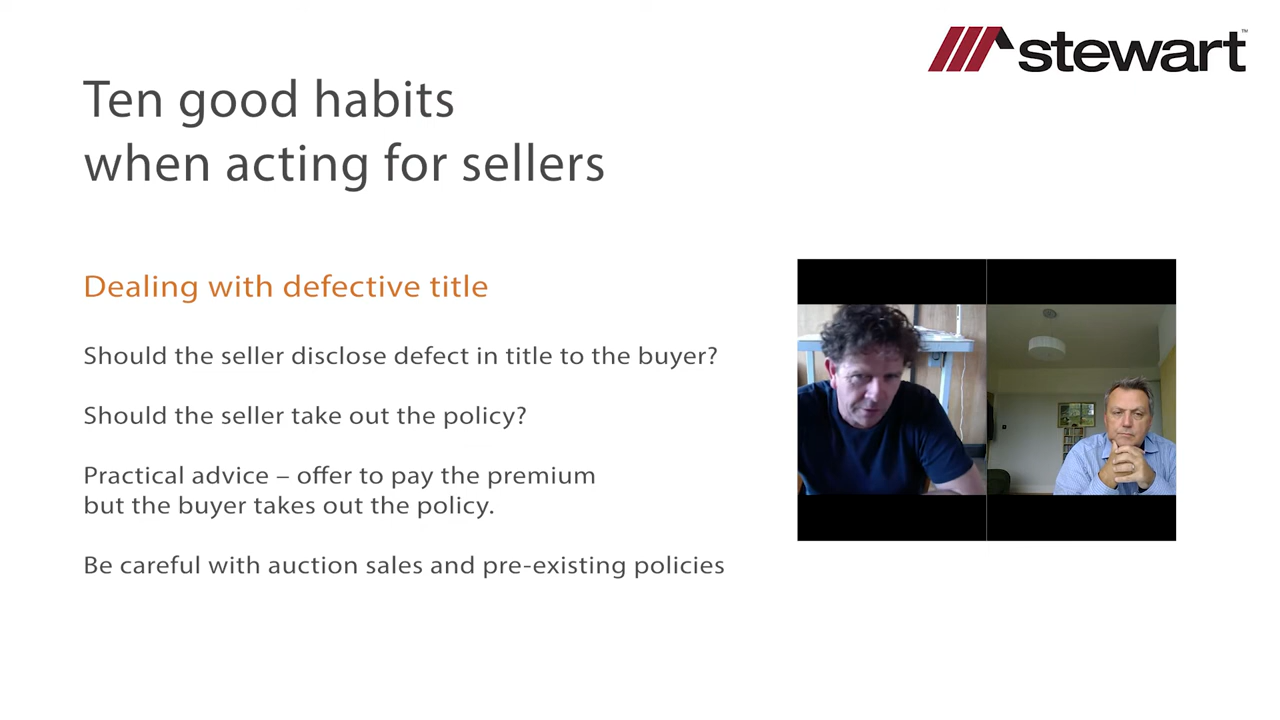 stewart™
Ten good habits
when acting for sellers
Dealing with defective title
Should the seller disclose defect in title to the buyer?
Should the seller take out the policy?
Practical advice – offer to pay the premium
but the buyer takes out the policy.
Be careful with auction sales and pre-existing policies